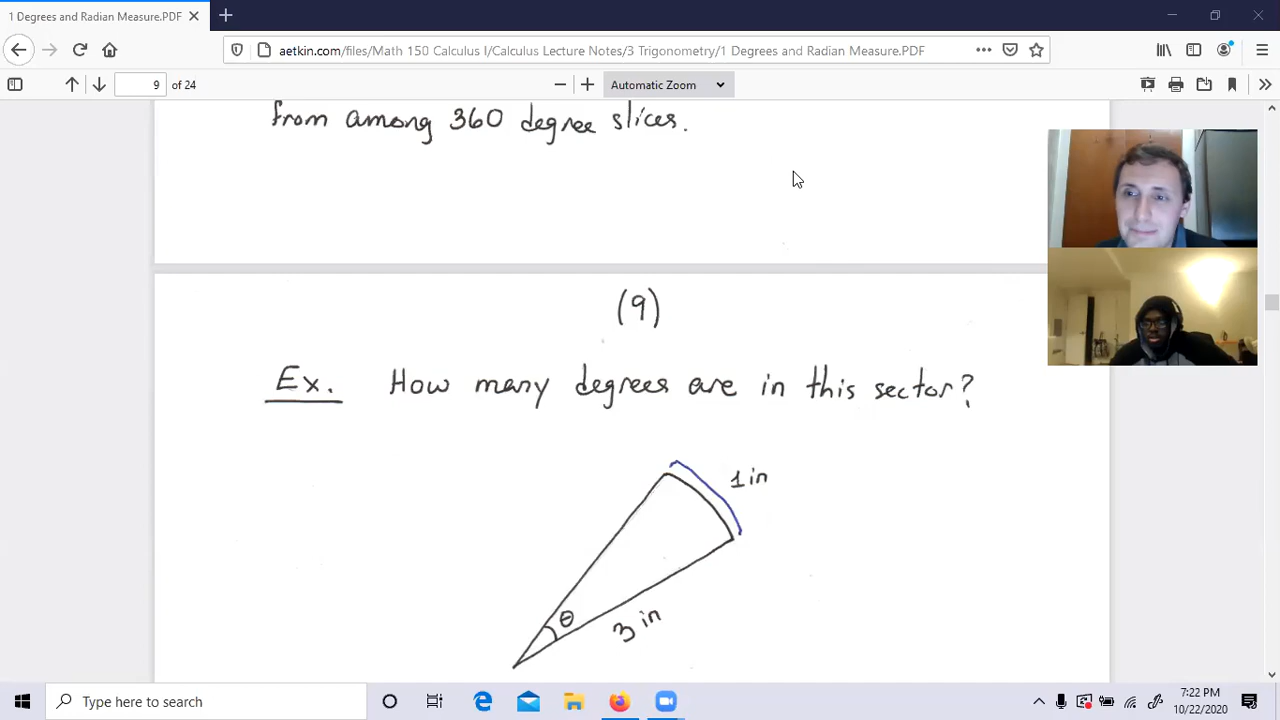 1 Degrees and Radian Measure.PDF
aetkin.com/files/Math 150 Calculus I/Calculus Lecture Notes/3 Trigonometry/1 Degrees and Radian Measure.PDF
9 of 24
Automatic Zoom
from among 360 degree slices.
(9)
Ex. How many degrees are in this sector?
1 in
θ
3 in
Type here to search
7:22 PM
10/22/2020